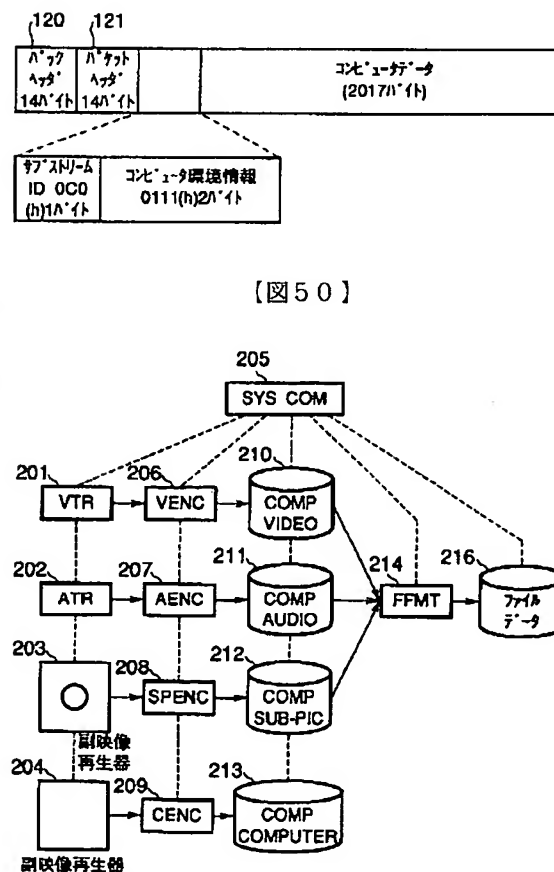 120 121
パック
ヘッダ
14バイト
パケット
ヘッダ
14バイト
コンピュータデータ
(2017バイト)
サブストリーム
ID 0C0
(h)1バイト
コンピュータ環境情報
0111(h)2バイト
【図50】
205
SYS COM
201
VTR
206
VENC
210
COMP
VIDEO
202
ATR
207
AENC
211
COMP
AUDIO
214
FFMT
216
ファイル
データ
203
副映像
再生器
208
SPENC
212
COMP
SUB-PIC
204
副映像再生器
209
CENC
213
COMP
COMPUTER